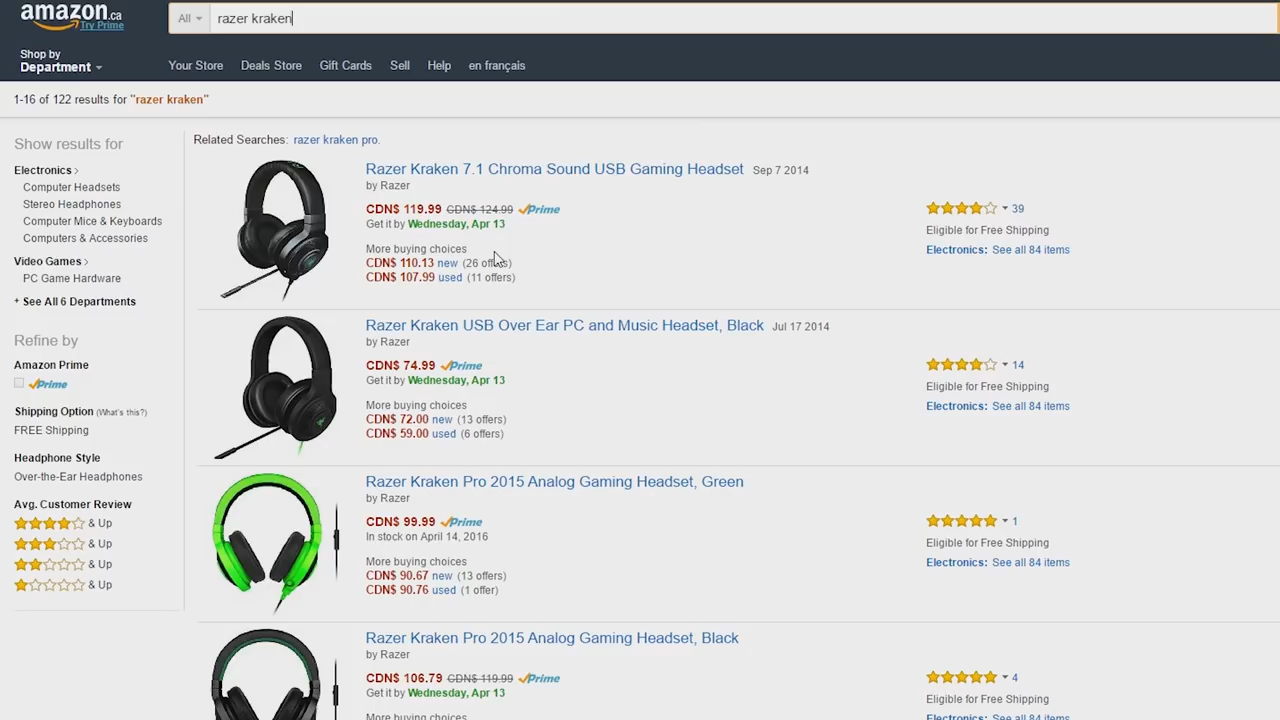 amazon.ca
Try Prime
All
razer kraken
Shop by
Department
Your Store
Deals Store
Gift Cards
Sell
Help
en français
1-16 of 122 results for "razer kraken"
Show results for
Electronics
Computer Headsets
Stereo Headphones
Computer Mice & Keyboards
Computers & Accessories
Video Games
PC Game Hardware
+ See All 6 Departments
Refine by
Amazon Prime
Prime
Shipping Option (What's this?)
FREE Shipping
Headphone Style
Over-the-Ear Headphones
Avg. Customer Review
& Up
& Up
& Up
& Up
Related Searches: razer kraken pro.
Razer Kraken 7.1 Chroma Sound USB Gaming Headset Sep 7 2014
by Razer
CDN$ 119.99 CDN$ 124.99 Prime
Get it by Wednesday, Apr 13
More buying choices
CDN$ 110.13 new (26 offers)
CDN$ 107.99 used (11 offers)
39
Eligible for Free Shipping
Electronics: See all 84 items
Razer Kraken USB Over Ear PC and Music Headset, Black Jul 17 2014
by Razer
CDN$ 74.99 Prime
Get it by Wednesday, Apr 13
More buying choices
CDN$ 72.00 new (13 offers)
CDN$ 59.00 used (6 offers)
14
Eligible for Free Shipping
Electronics: See all 84 items
Razer Kraken Pro 2015 Analog Gaming Headset, Green
by Razer
CDN$ 99.99 Prime
In stock on April 14, 2016
More buying choices
CDN$ 90.67 new (13 offers)
CDN$ 90.76 used (1 offer)
1
Eligible for Free Shipping
Electronics: See all 84 items
Razer Kraken Pro 2015 Analog Gaming Headset, Black
by Razer
CDN$ 106.79 CDN$ 119.99 Prime
Get it by Wednesday, Apr 13
More buying choices
4
Eligible for Free Shipping
Electronics: See all 84 items